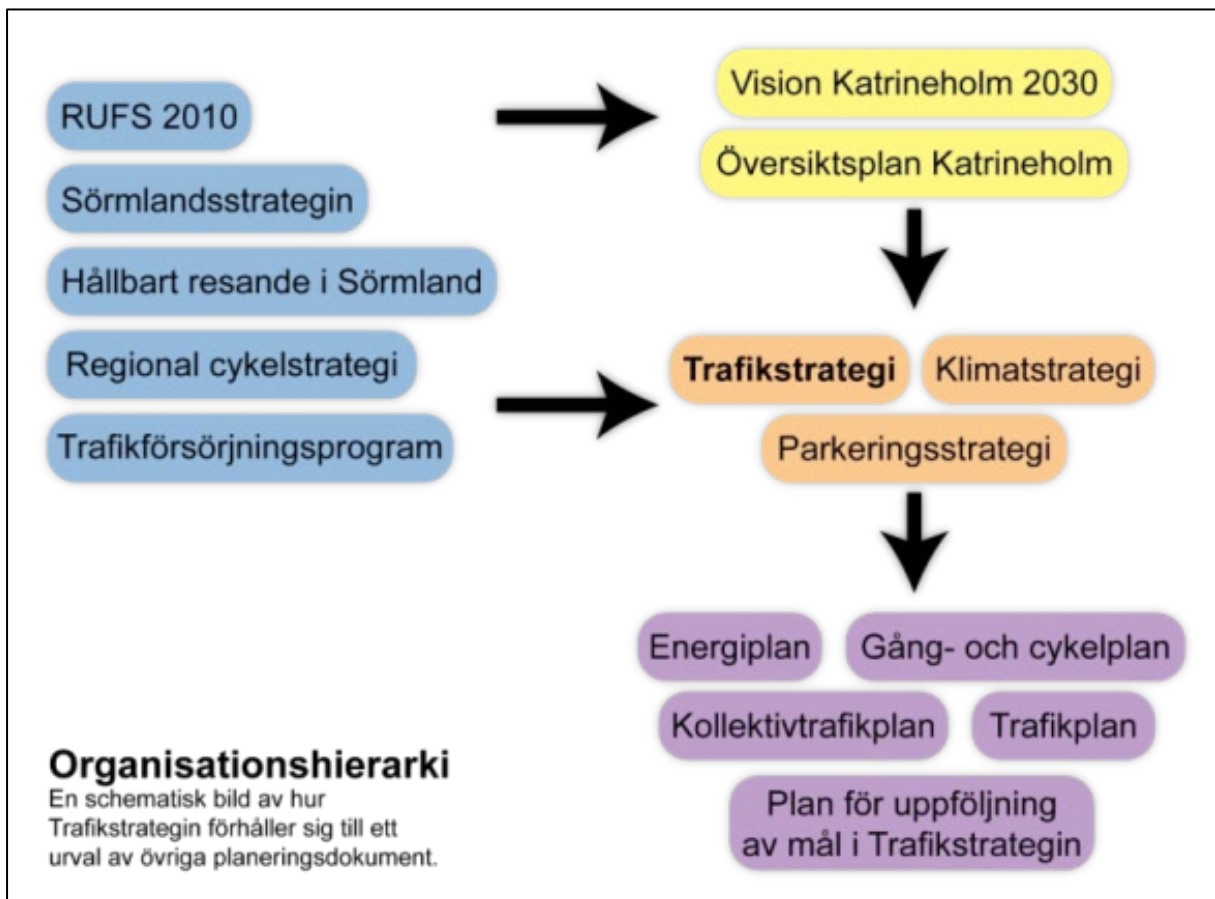 RUFS 2010
Sörmlandsstrategin
Hållbart resande i Sörmland
Regional cykelstrategi
Trafikförsörjningsprogram
Vision Katrineholm 2030
Översiktsplan Katrineholm
Trafikstrategi
Klimatstrategi
Parkeringsstrategi
Energiplan
Gång- och cykelplan
Kollektivtrafikplan
Trafikplan
Plan för uppföljning
av mål i Trafikstrategin
Organisationshierarki
En schematisk bild av hur
Trafikstrategin förhåller sig till ett
urval av övriga planeringsdokument.